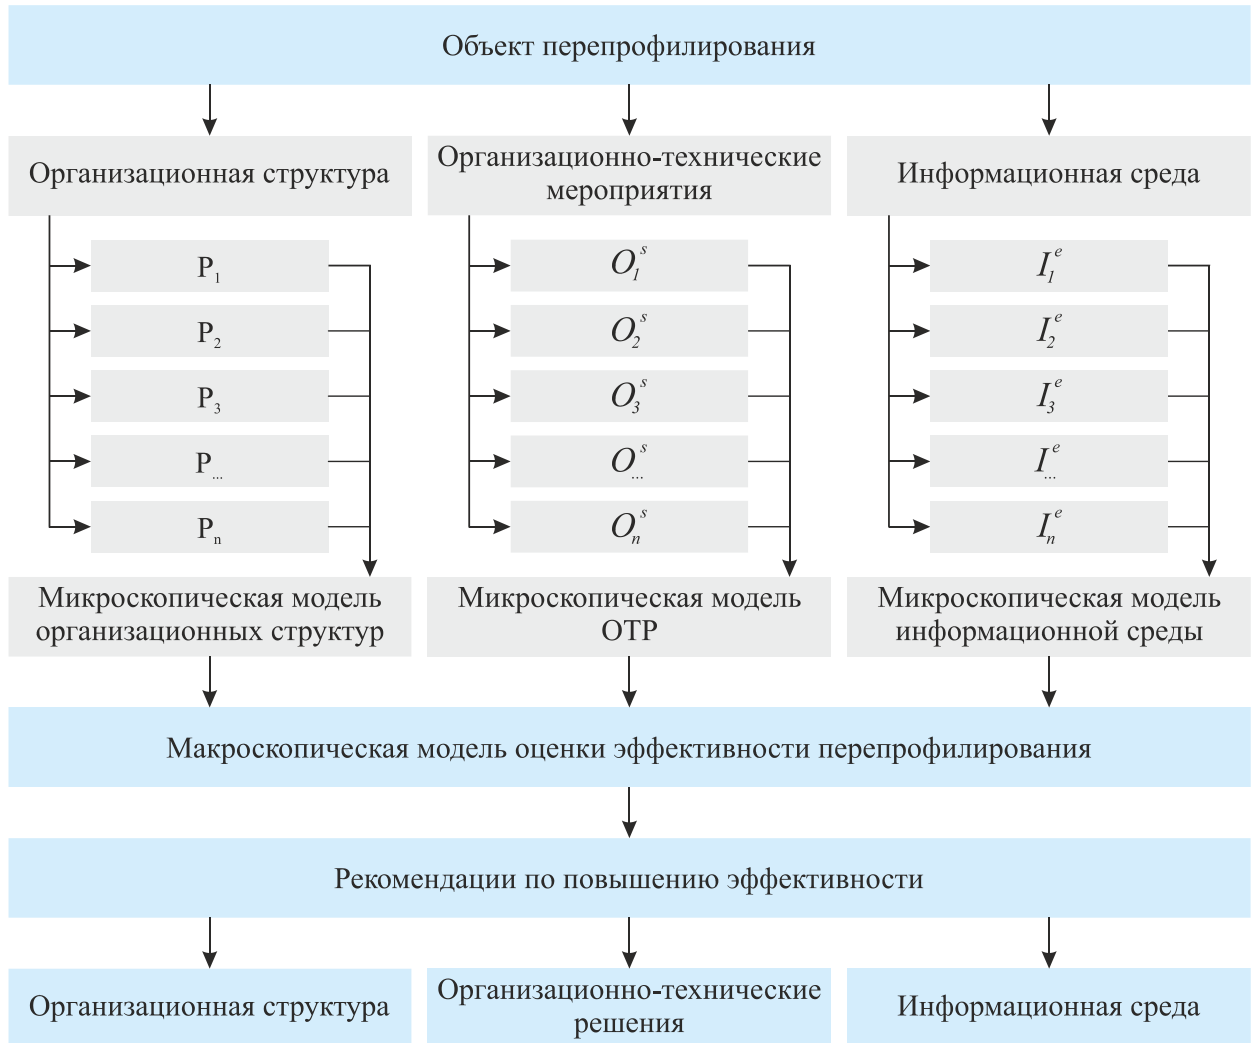 Объект перепрофилирования
Организационная структура
Организационно-технические
мероприятия
Информационная среда
P₁
P₂
P₃
P...
Pₙ
O₁ˢ
O₂ˢ
O₃ˢ
O...ˢ
Oₙˢ
I₁ᵉ
I₂ᵉ
I₃ᵉ
I...ᵉ
Iₙᵉ
Микроскопическая модель
организационных структур
Микроскопическая модель
ОТР
Микроскопическая модель
информационной среды
Макроскопическая модель оценки эффективности перепрофилирования
Рекомендации по повышению эффективности
Организационная структура
Организационно-технические
решения
Информационная среда